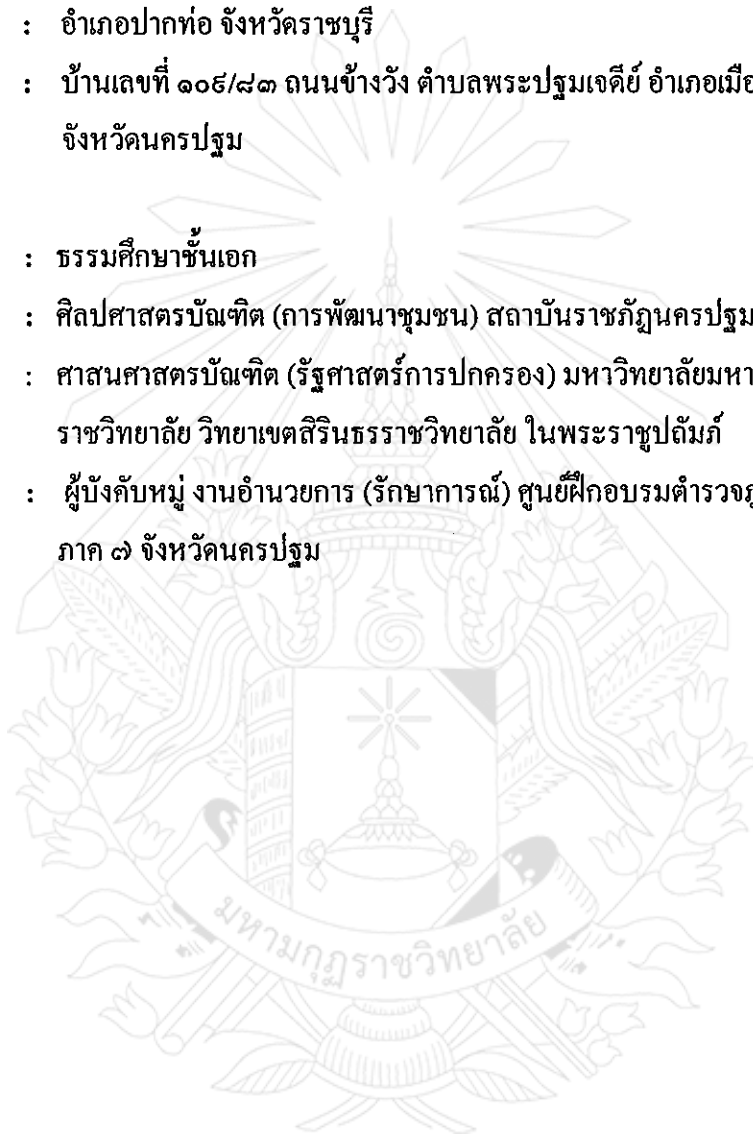 : อำเภอปากท่อ จังหวัดราชบุรี
: บ้านเลขที่ ๑๐๙/๘๓ ถนนข้างวัง ตำบลพระปฐมเจดีย์ อำเภอเมือ
จังหวัดนครปฐม
: ธรรมศึกษาชั้นเอก
: ศิลปศาสตรบัณฑิต (การพัฒนาชุมชน) สถาบันราชภัฏนครปฐม
: ศาสนศาสตรบัณฑิต (รัฐศาสตร์การปกครอง) มหาวิทยาลัยมหา
ราชวิทยาลัย วิทยาเขตสิรินธรราชวิทยาลัย ในพระราชูปถัมภ์
: ผู้บังคับหมู่ งานอำนวยการ (รักษาการณ์) ศูนย์ฝึกอบรมตำรวจภู
ภาค ๗ จังหวัดนครปฐม
มหามกุฏราชวิทยาลัย